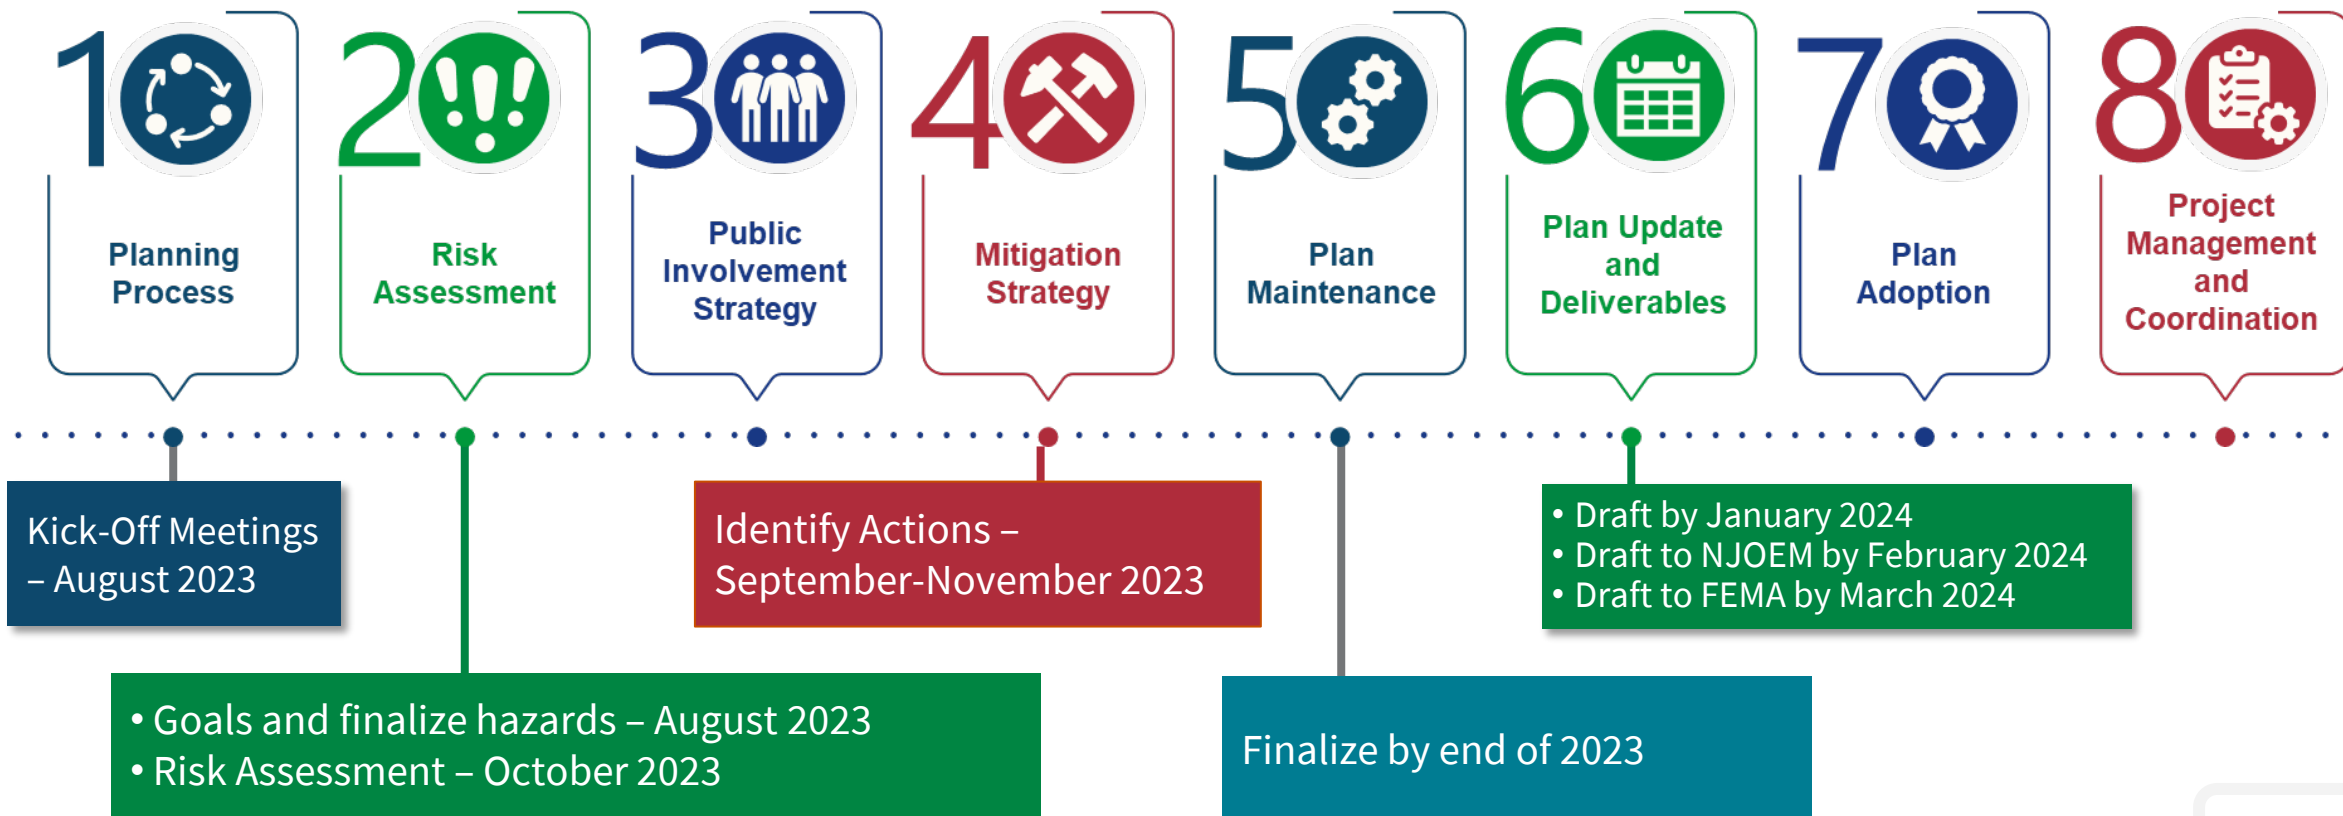 1
Planning
Process
2
Risk
Assessment
3
Public
Involvement
Strategy
4
Mitigation
Strategy
5
Plan
Maintenance
6
Plan Update
and
Deliverables
7
Plan
Adoption
8
Project
Management
and
Coordination
Kick-Off Meetings
– August 2023
Identify Actions –
September-November 2023
• Draft by January 2024
• Draft to NJOEM by February 2024
• Draft to FEMA by March 2024
• Goals and finalize hazards – August 2023
• Risk Assessment – October 2023
Finalize by end of 2023